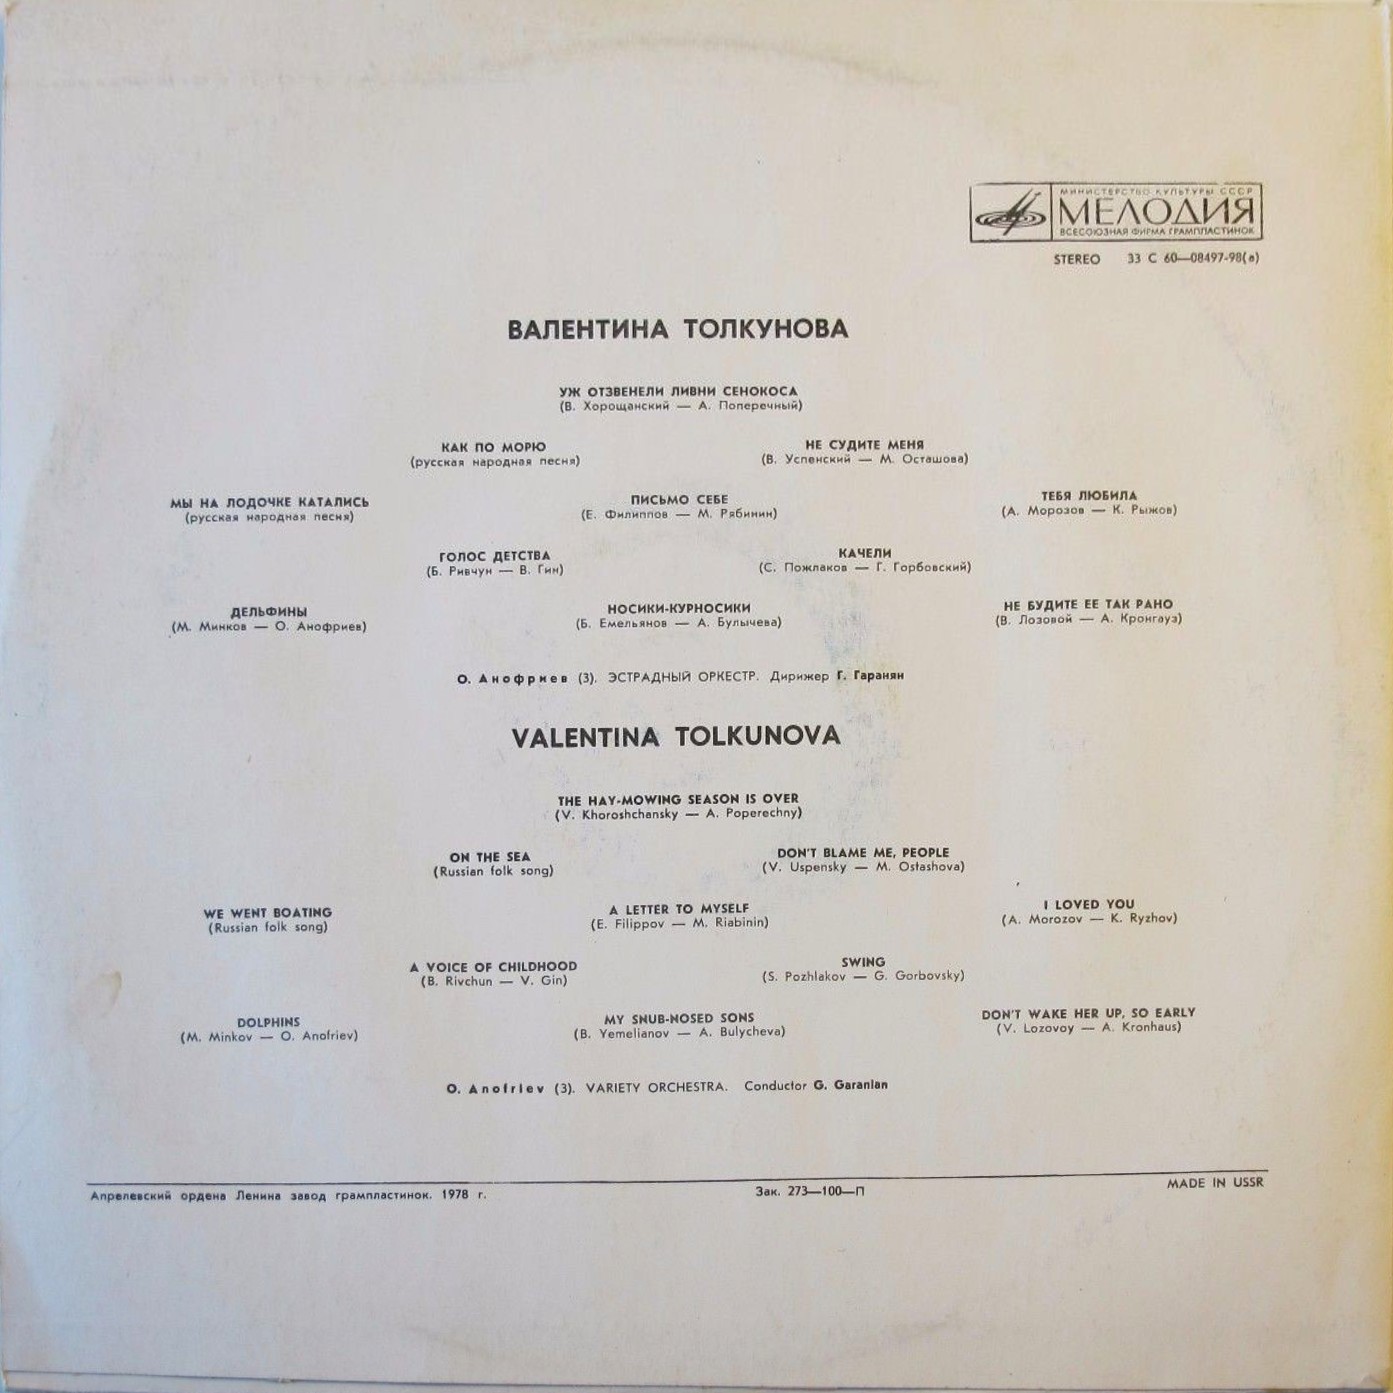 МИНИСТЕРСТВО КУЛЬТУРЫ СССР
МЕЛОДИЯ
ВСЕСОЮЗНАЯ ФИРМА ГРАМПЛАСТИНОК
STEREO 33 С 60—08497-98(в)
ВАЛЕНТИНА ТОЛКУНОВА
УЖ ОТЗВЕНЕЛИ ЛИВНИ СЕНОКОСА
(В. Хорощанский — А. Поперечный)
КАК ПО МОРЮ
(русская народная песня)
НЕ СУДИТЕ МЕНЯ
(В. Успенский — М. Осташова)
МЫ НА ЛОДОЧКЕ КАТАЛИСЬ
(русская народная песня)
ПИСЬМО СЕБЕ
(Е. Филиппов — М. Рябинин)
ТЕБЯ ЛЮБИЛА
(А. Морозов — К. Рыжов)
ГОЛОС ДЕТСТВА
(Б. Ривчун — В. Гин)
КАЧЕЛИ
(С. Пожлаков — Г. Горбовский)
ДЕЛЬФИНЫ
(М. Минков — О. Анофриев)
НОСИКИ-КУРНОСИКИ
(Б. Емельянов — А. Булычева)
НЕ БУДИТЕ ЕЕ ТАК РАНО
(В. Лозовой — А. Кронгауз)
О. Анофриев (3). ЭСТРАДНЫЙ ОРКЕСТР. Дирижер Г. Гаранян
VALENTINA TOLKUNOVA
THE HAY-MOWING SEASON IS OVER
(V. Khoroshchansky — A. Poperechny)
ON THE SEA
(Russian folk song)
DON'T BLAME ME, PEOPLE
(V. Uspensky — M. Ostashova)
WE WENT BOATING
(Russian folk song)
A LETTER TO MYSELF
(E. Filippov — M. Riabinin)
I LOVED YOU
(A. Morozov — K. Ryzhov)
A VOICE OF CHILDHOOD
(B. Rivchun — V. Gin)
SWING
(S. Pozhlakov — G. Gorbovsky)
DOLPHINS
(M. Minkov — O. Anofriev)
MY SNUB-NOSED SONS
(B. Yemelianov — A. Bulycheva)
DON'T WAKE HER UP, SO EARLY
(V. Lozovoy — A. Kronhaus)
O. Anofriev (3). VARIETY ORCHESTRA. Conductor G. Garanian
Апрелевский ордена Ленина завод грампластинок. 1978 г.
Зак. 273—100—П
MADE IN USSR